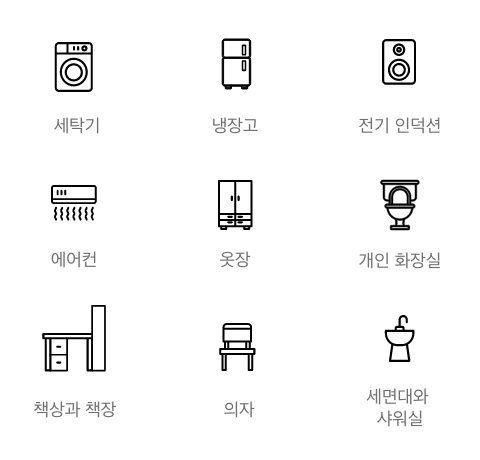 세탁기
냉장고
전기 인덕션
에어컨
옷장
개인 화장실
책상과 책장
의자
세면대와
샤워실